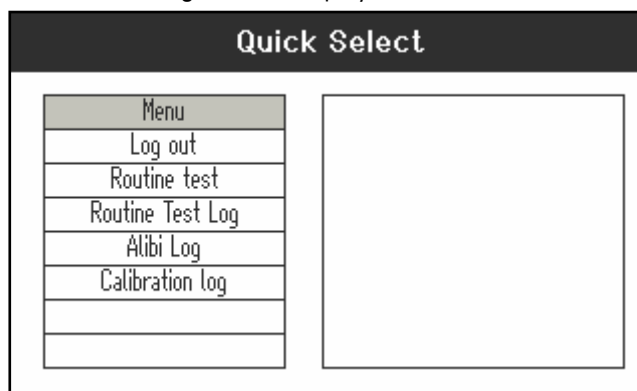 Quick Select
Menu
Log out
Routine test
Routine Test Log
Alibi Log
Calibration log